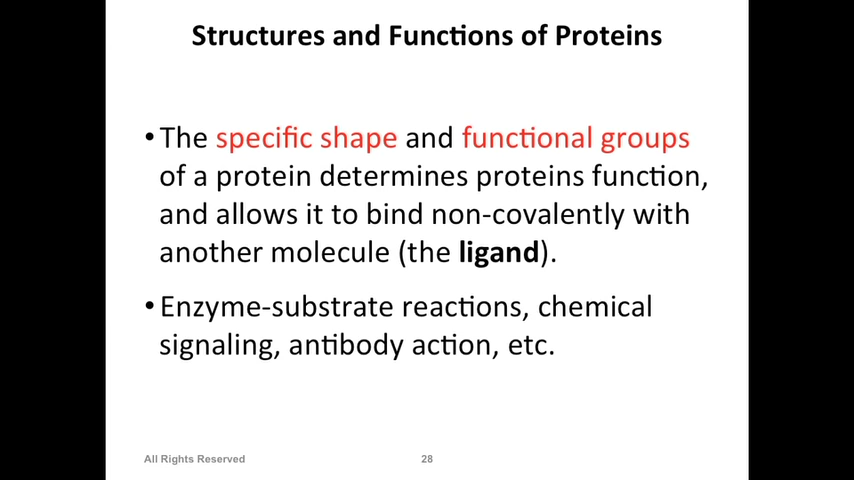 Structures and Functions of Proteins
• The specific shape and functional groups
of a protein determines proteins function,
and allows it to bind non-covalently with
another molecule (the ligand).
• Enzyme-substrate reactions, chemical
signaling, antibody action, etc.
All Rights Reserved
28